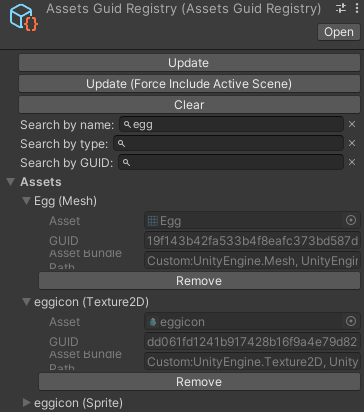 Assets Guid Registry (Assets Guid Registry)
Open
Update
Update (Force Include Active Scene)
Clear
Search by name: egg
Search by type:
Search by GUID:
Assets
Egg (Mesh)
Asset Egg
GUID 19f143b42fa533b4f8eafc373bd587d
Asset Bundle Path Custom:UnityEngine.Mesh, UnityEngin
Remove
eggicon (Texture2D)
Asset eggicon
GUID dd061fd1241b917428b16f9a4e79d82
Asset Bundle Path Custom:UnityEngine.Texture2D, Unity
Remove
eggicon (Sprite)